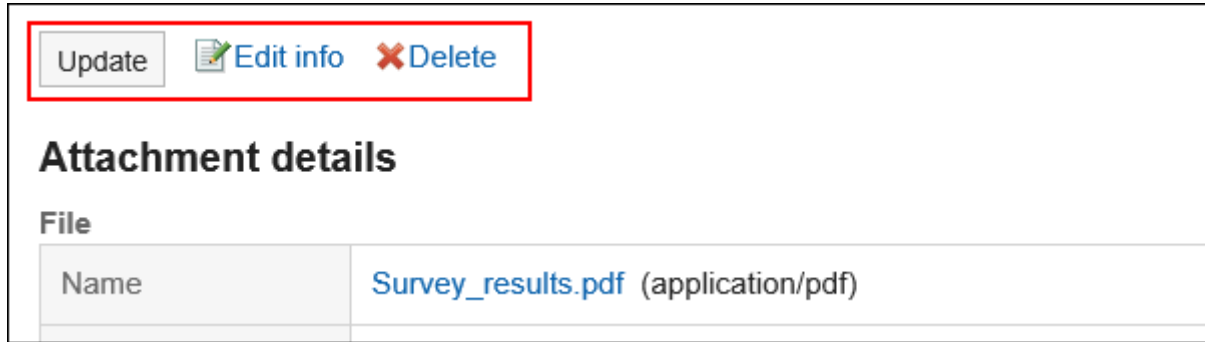 Update Edit info Delete
Attachment details
File
Name Survey_results.pdf (application/pdf)